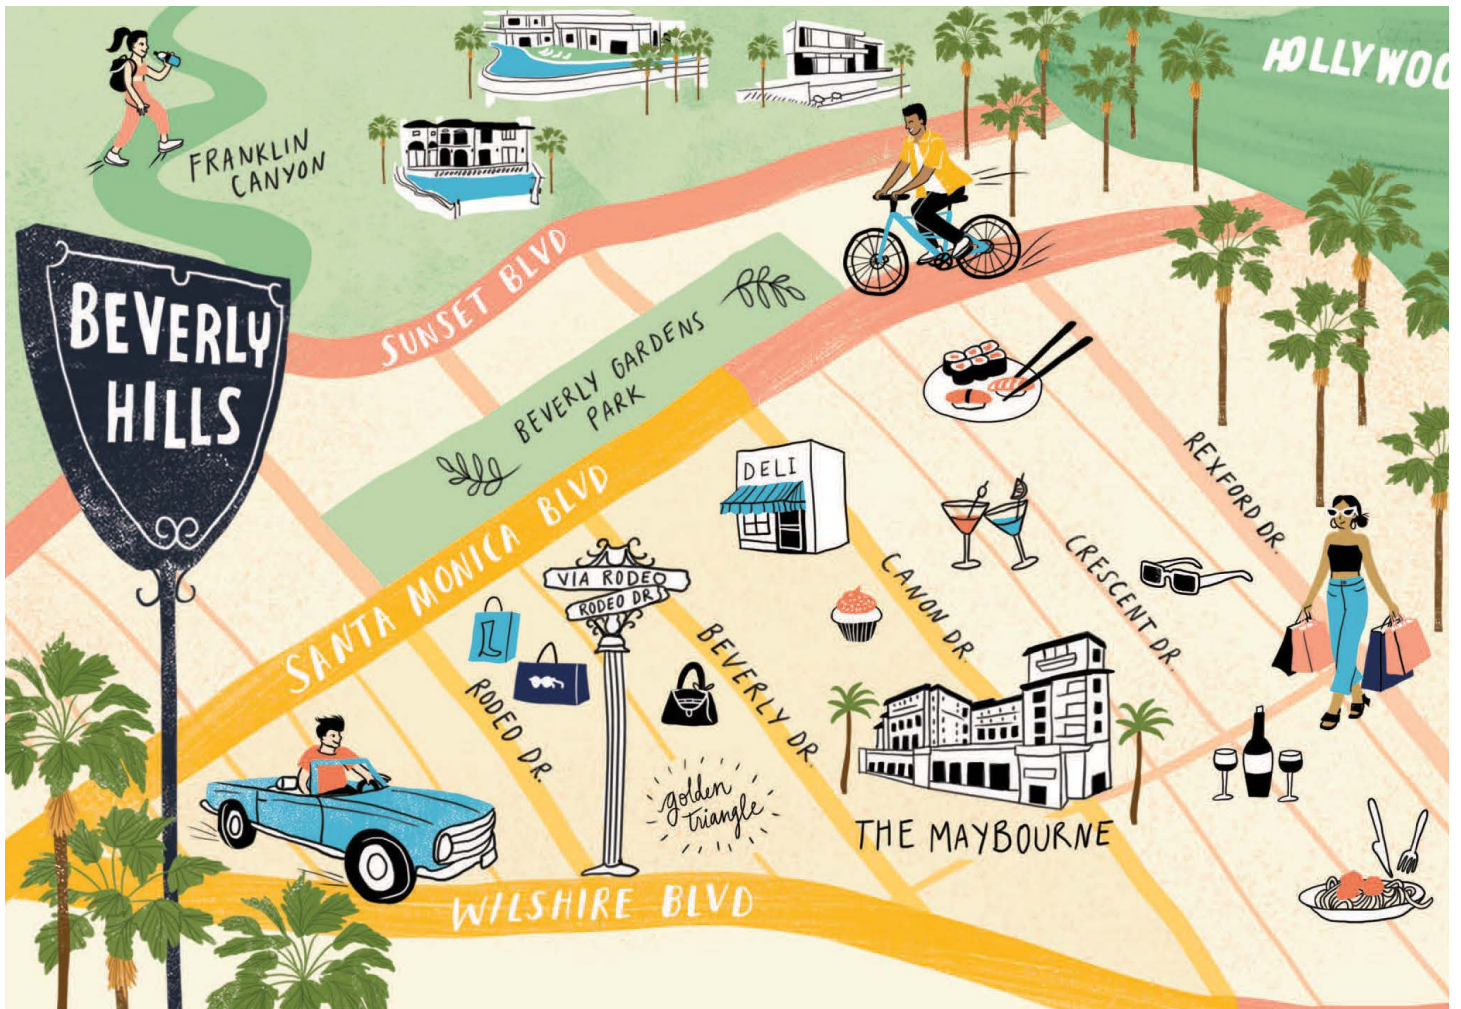 HOLLYWOO
FRANKLIN
CANYON
BEVERLY
HILLS
SUNSET BLVD
BEVERLY GARDENS
PARK
SANTA MONICA BLVD
DELI
REXFORD DR.
CRESCENT DR.
CANON DR.
VIA RODEO
RODEO DR
BEVERLY DR.
RODEO DR.
golden
triangle
THE MAYBOURNE
WILSHIRE BLVD